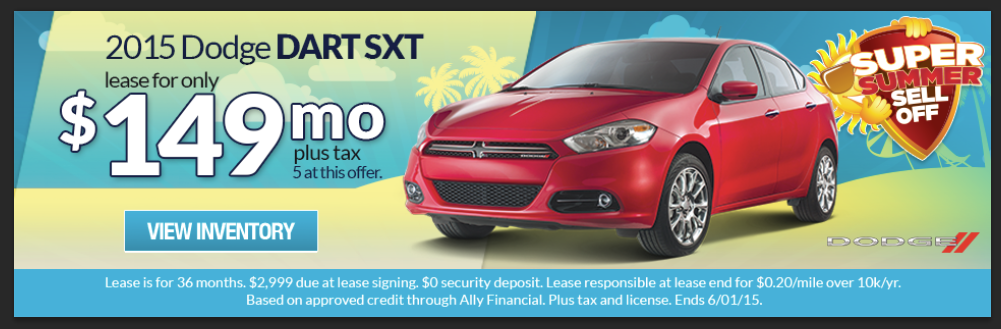 2015 Dodge DART SXT
lease for only
$149 mo
plus tax
5 at this offer.
VIEW INVENTORY
SUPER
SUMMER
SELL
OFF
DODGE
Lease is for 36 months. $2,999 due at lease signing. $0 security deposit. Lease responsible at lease end for $0.20/mile over 10k/yr.
Based on approved credit through Ally Financial. Plus tax and license. Ends 6/01/15.